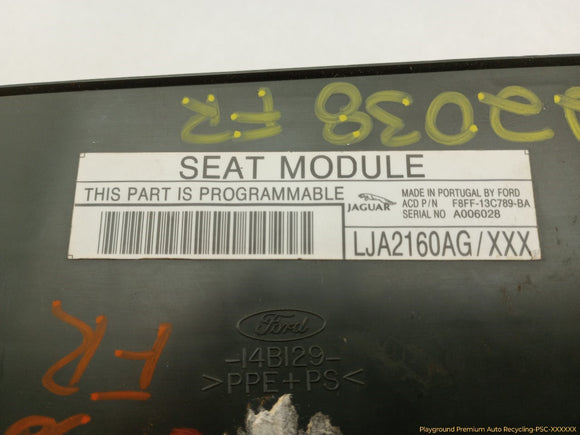 2038
FR
SEAT MODULE
THIS PART IS PROGRAMMABLE
JAGUAR
MADE IN PORTUGAL BY FORD
ACD P/N F8FF-13C789-BA
SERIAL NO A006028
LJA2160AG/XXX
Ford
-14B129-
>PPE+PS<
FR
Playground Premium Auto Recycling-PSC-XXXXXX